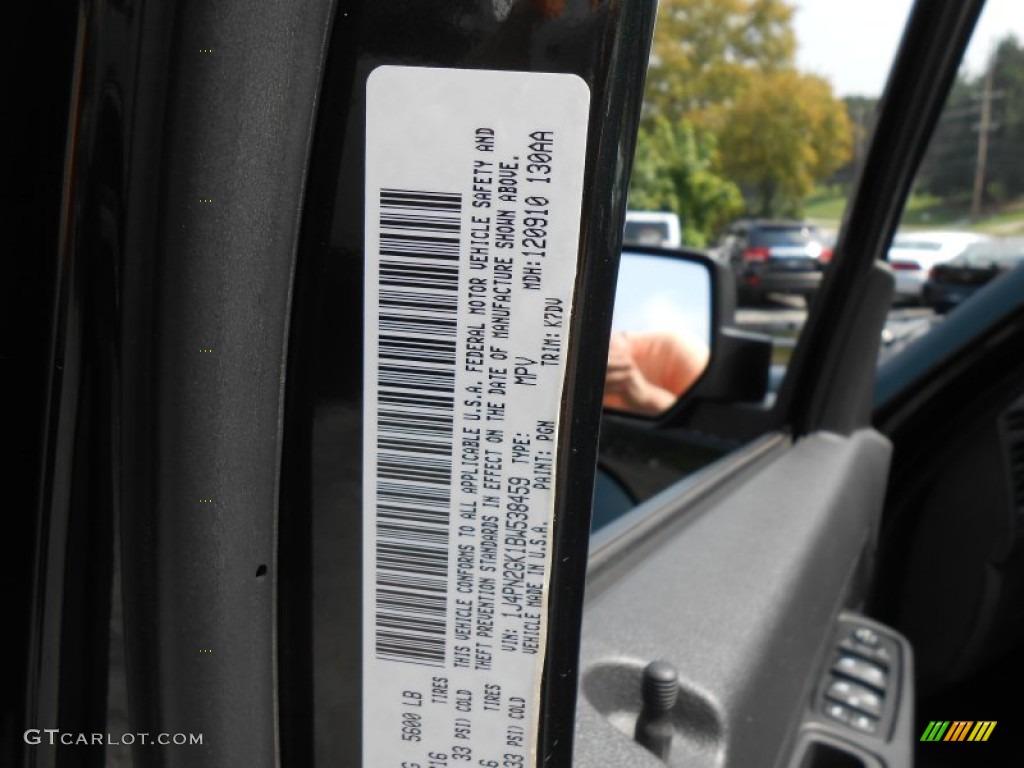 THIS VEHICLE CONFORMS TO ALL APPLICABLE U.S.A. FEDERAL MOTOR VEHICLE SAFETY AND
THEFT PREVENTION STANDARDS IN EFFECT ON THE DATE OF MANUFACTURE SHOWN ABOVE.
VIN: 1J4PN2GK1BW538459 TYPE: MPV MDH:120910 130AA
VEHICLE MADE IN U.S.A. PAINT: PGN TRIM: K7DV
5600 LB
TIRES
33 PSI) COLD
TIRES
33 PSI) COLD
GTCARLOT.COM